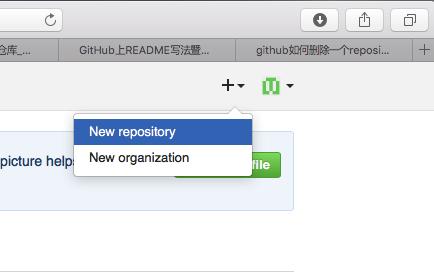 仓库_...
GitHub上README写法暨...
github如何删除一个reposi...
New repository
New organization
picture helps
file